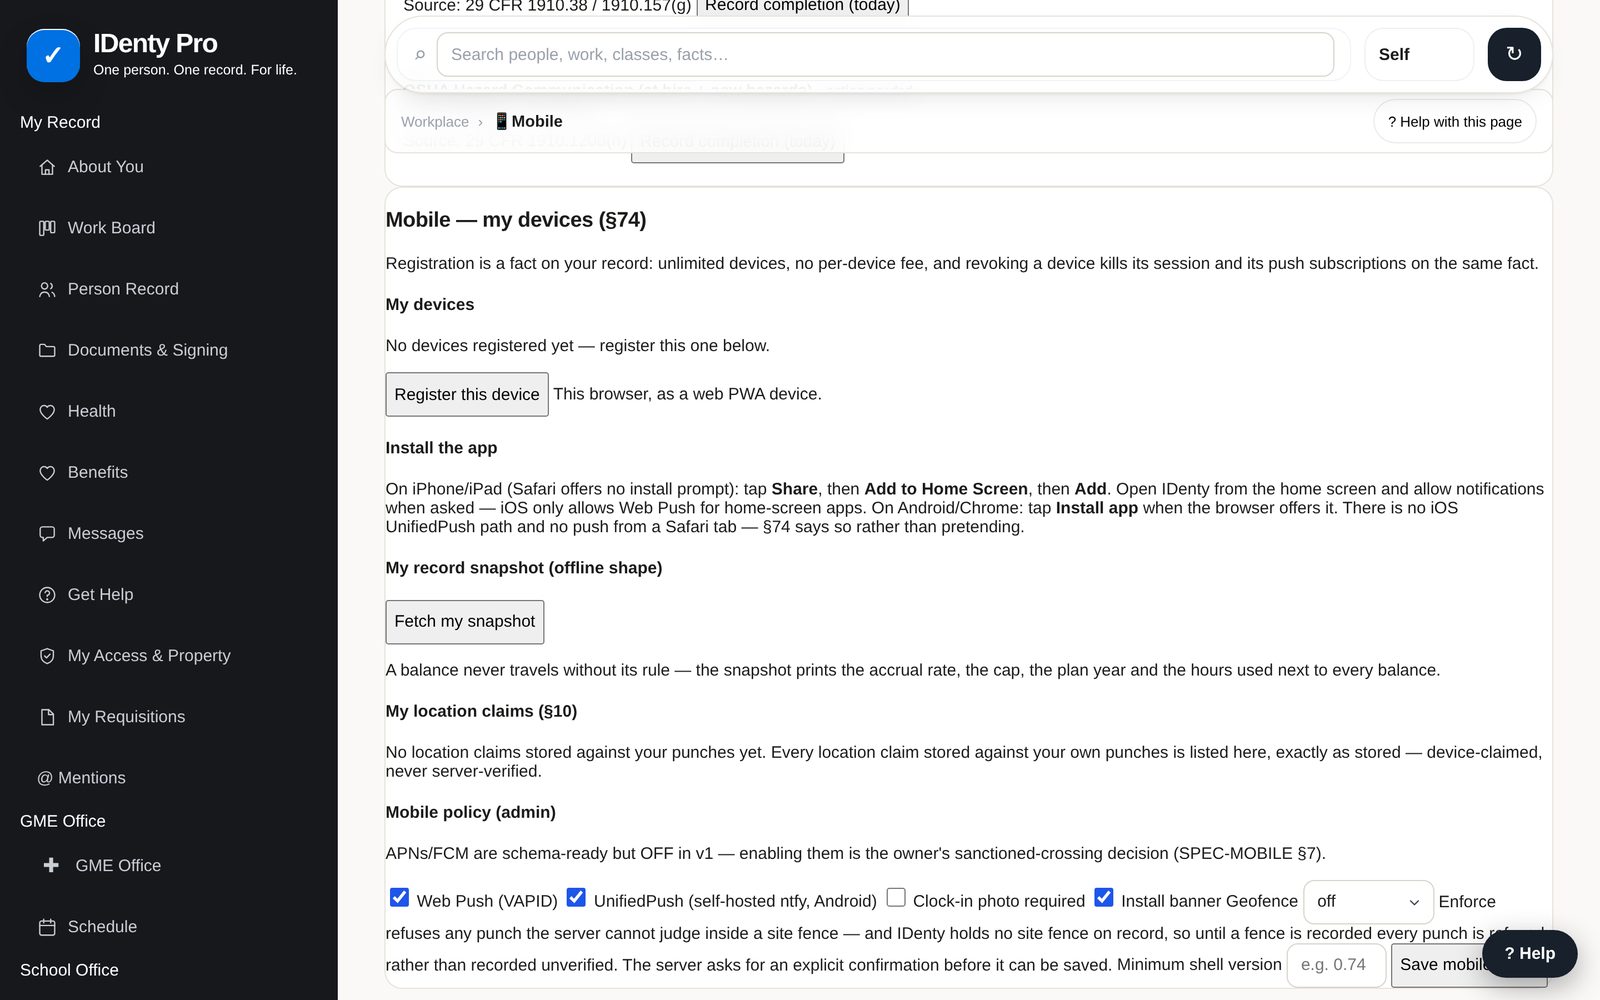 IDenty Pro
One person. One record. For life.
My Record
About You
Work Board
Person Record
Documents & Signing
Health
Benefits
Messages
Get Help
My Access & Property
My Requisitions
@ Mentions
GME Office
GME Office
Schedule
School Office
Source: 29 CFR 1910.38 / 1910.157(g) Record completion (today)
Search people, work, classes, facts…
Self
Workplace › Mobile
? Help with this page
Source: 29 CFR 1910.1200(h) Record completion (today)
Mobile — my devices (§74)
Registration is a fact on your record: unlimited devices, no per-device fee, and revoking a device kills its session and its push subscriptions on the same fact.
My devices
No devices registered yet — register this one below.
Register this device This browser, as a web PWA device.
Install the app
On iPhone/iPad (Safari offers no install prompt): tap Share, then Add to Home Screen, then Add. Open IDenty from the home screen and allow notifications
when asked — iOS only allows Web Push for home-screen apps. On Android/Chrome: tap Install app when the browser offers it. There is no iOS
UnifiedPush path and no push from a Safari tab — §74 says so rather than pretending.
My record snapshot (offline shape)
Fetch my snapshot
A balance never travels without its rule — the snapshot prints the accrual rate, the cap, the plan year and the hours used next to every balance.
My location claims (§10)
No location claims stored against your punches yet. Every location claim stored against your own punches is listed here, exactly as stored — device-claimed,
never server-verified.
Mobile policy (admin)
APNs/FCM are schema-ready but OFF in v1 — enabling them is the owner's sanctioned-crossing decision (SPEC-MOBILE §7).
Web Push (VAPID) UnifiedPush (self-hosted ntfy, Android) Clock-in photo required Install banner Geofence off Enforce
refuses any punch the server cannot judge inside a site fence — and IDenty holds no site fence on record, so until a fence is recorded every punch is
rather than recorded unverified. The server asks for an explicit confirmation before it can be saved. Minimum shell version e.g. 0.74 Save
? Help